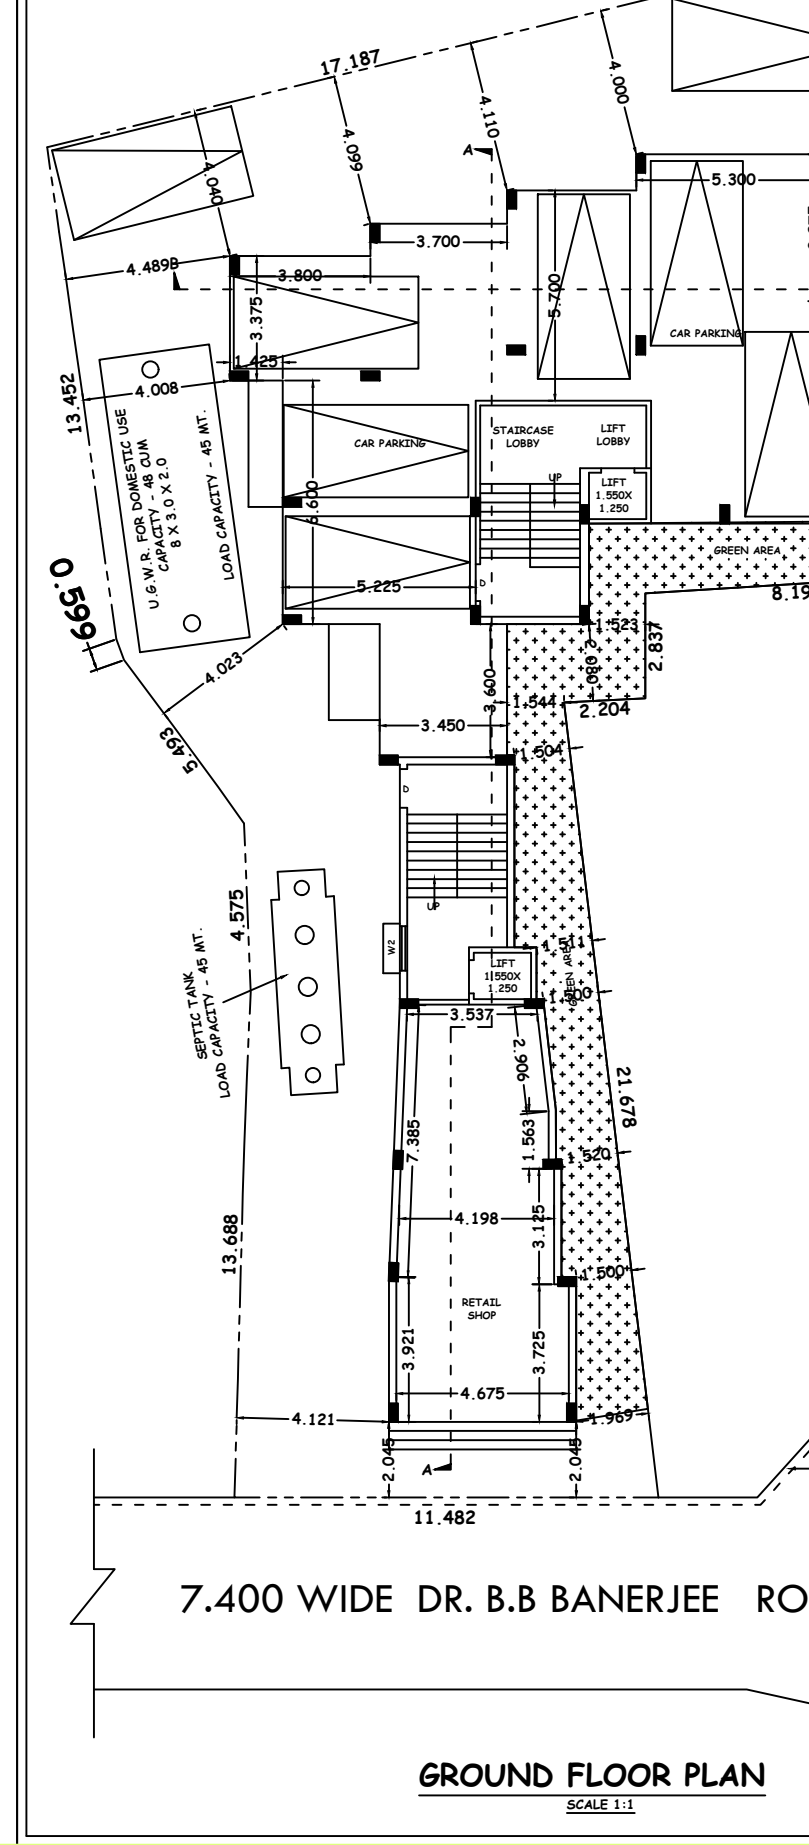 17.187
4.000
4.110
4.099
4.040
A
5.300
3.700
4.489
B
3.800
5.700
3.375
CAR PARKING
1.425
4.008
13.452
STAIRCASE
LOBBY
LIFT
LOBBY
CAR PARKING
U.G.W.R. FOR DOMESTIC USE
CAPACITY - 48 CUM
8 X 3.0 X 2.0
LOAD CAPACITY - 45 MT.
UP
LIFT
1.550X
1.250
6.600
GREEN AREA
D
5.225
8.19
0.599
1.523
2.837
2.080
4.023
3.600
1.544
2.204
3.450
5.493
1.504
D
4.575
UP
W2
1.511
GREEN AREA
LIFT
1.550X
1.250
1.500
SEPTIC TANK
LOAD CAPACITY - 45 MT.
3.537
2.906
21.678
7.385
1.563
1.520
4.198
3.125
13.688
1.500
RETAIL
SHOP
3.921
3.725
4.675
4.121
1.969
2.045
A
2.045
11.482
7.400 WIDE DR. B.B BANERJEE RO
GROUND FLOOR PLAN
SCALE 1:1